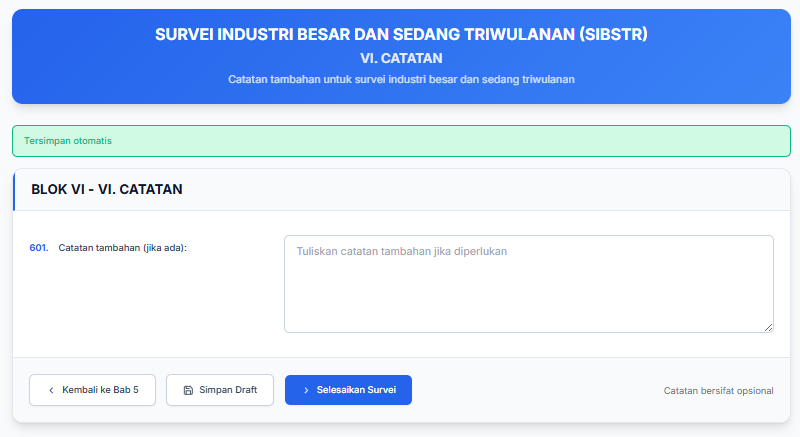 SURVEI INDUSTRI BESAR DAN SEDANG TRIWULANAN (SIBSTR)
VI. CATATAN
Catatan tambahan untuk survei industri besar dan sedang triwulanan
Tersimpan otomatis
BLOK VI - VI. CATATAN
601. Catatan tambahan (jika ada):
Tuliskan catatan tambahan jika diperlukan
Kembali ke Bab 5
Simpan Draft
Selesaikan Survei
Catatan bersifat opsional